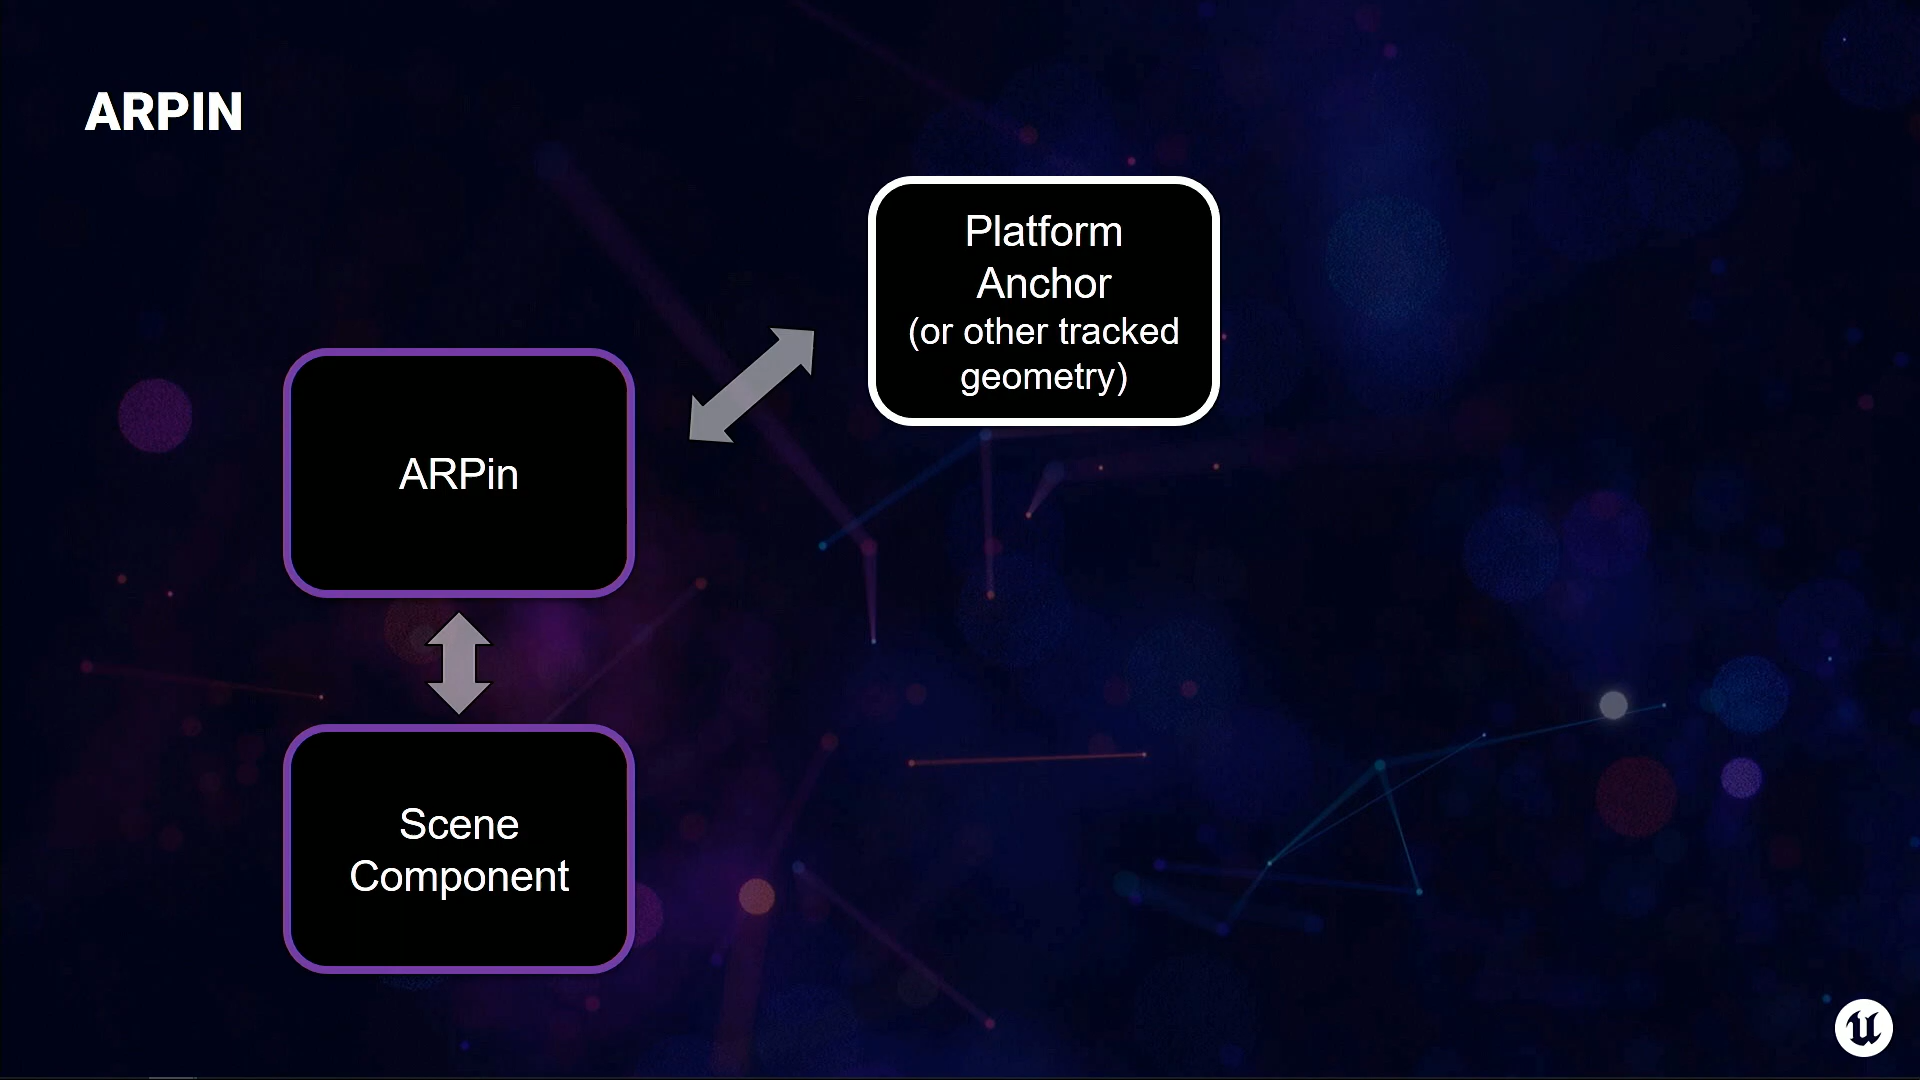 ARPIN
Platform
Anchor
(or other tracked
geometry)
ARPin
Scene
Component